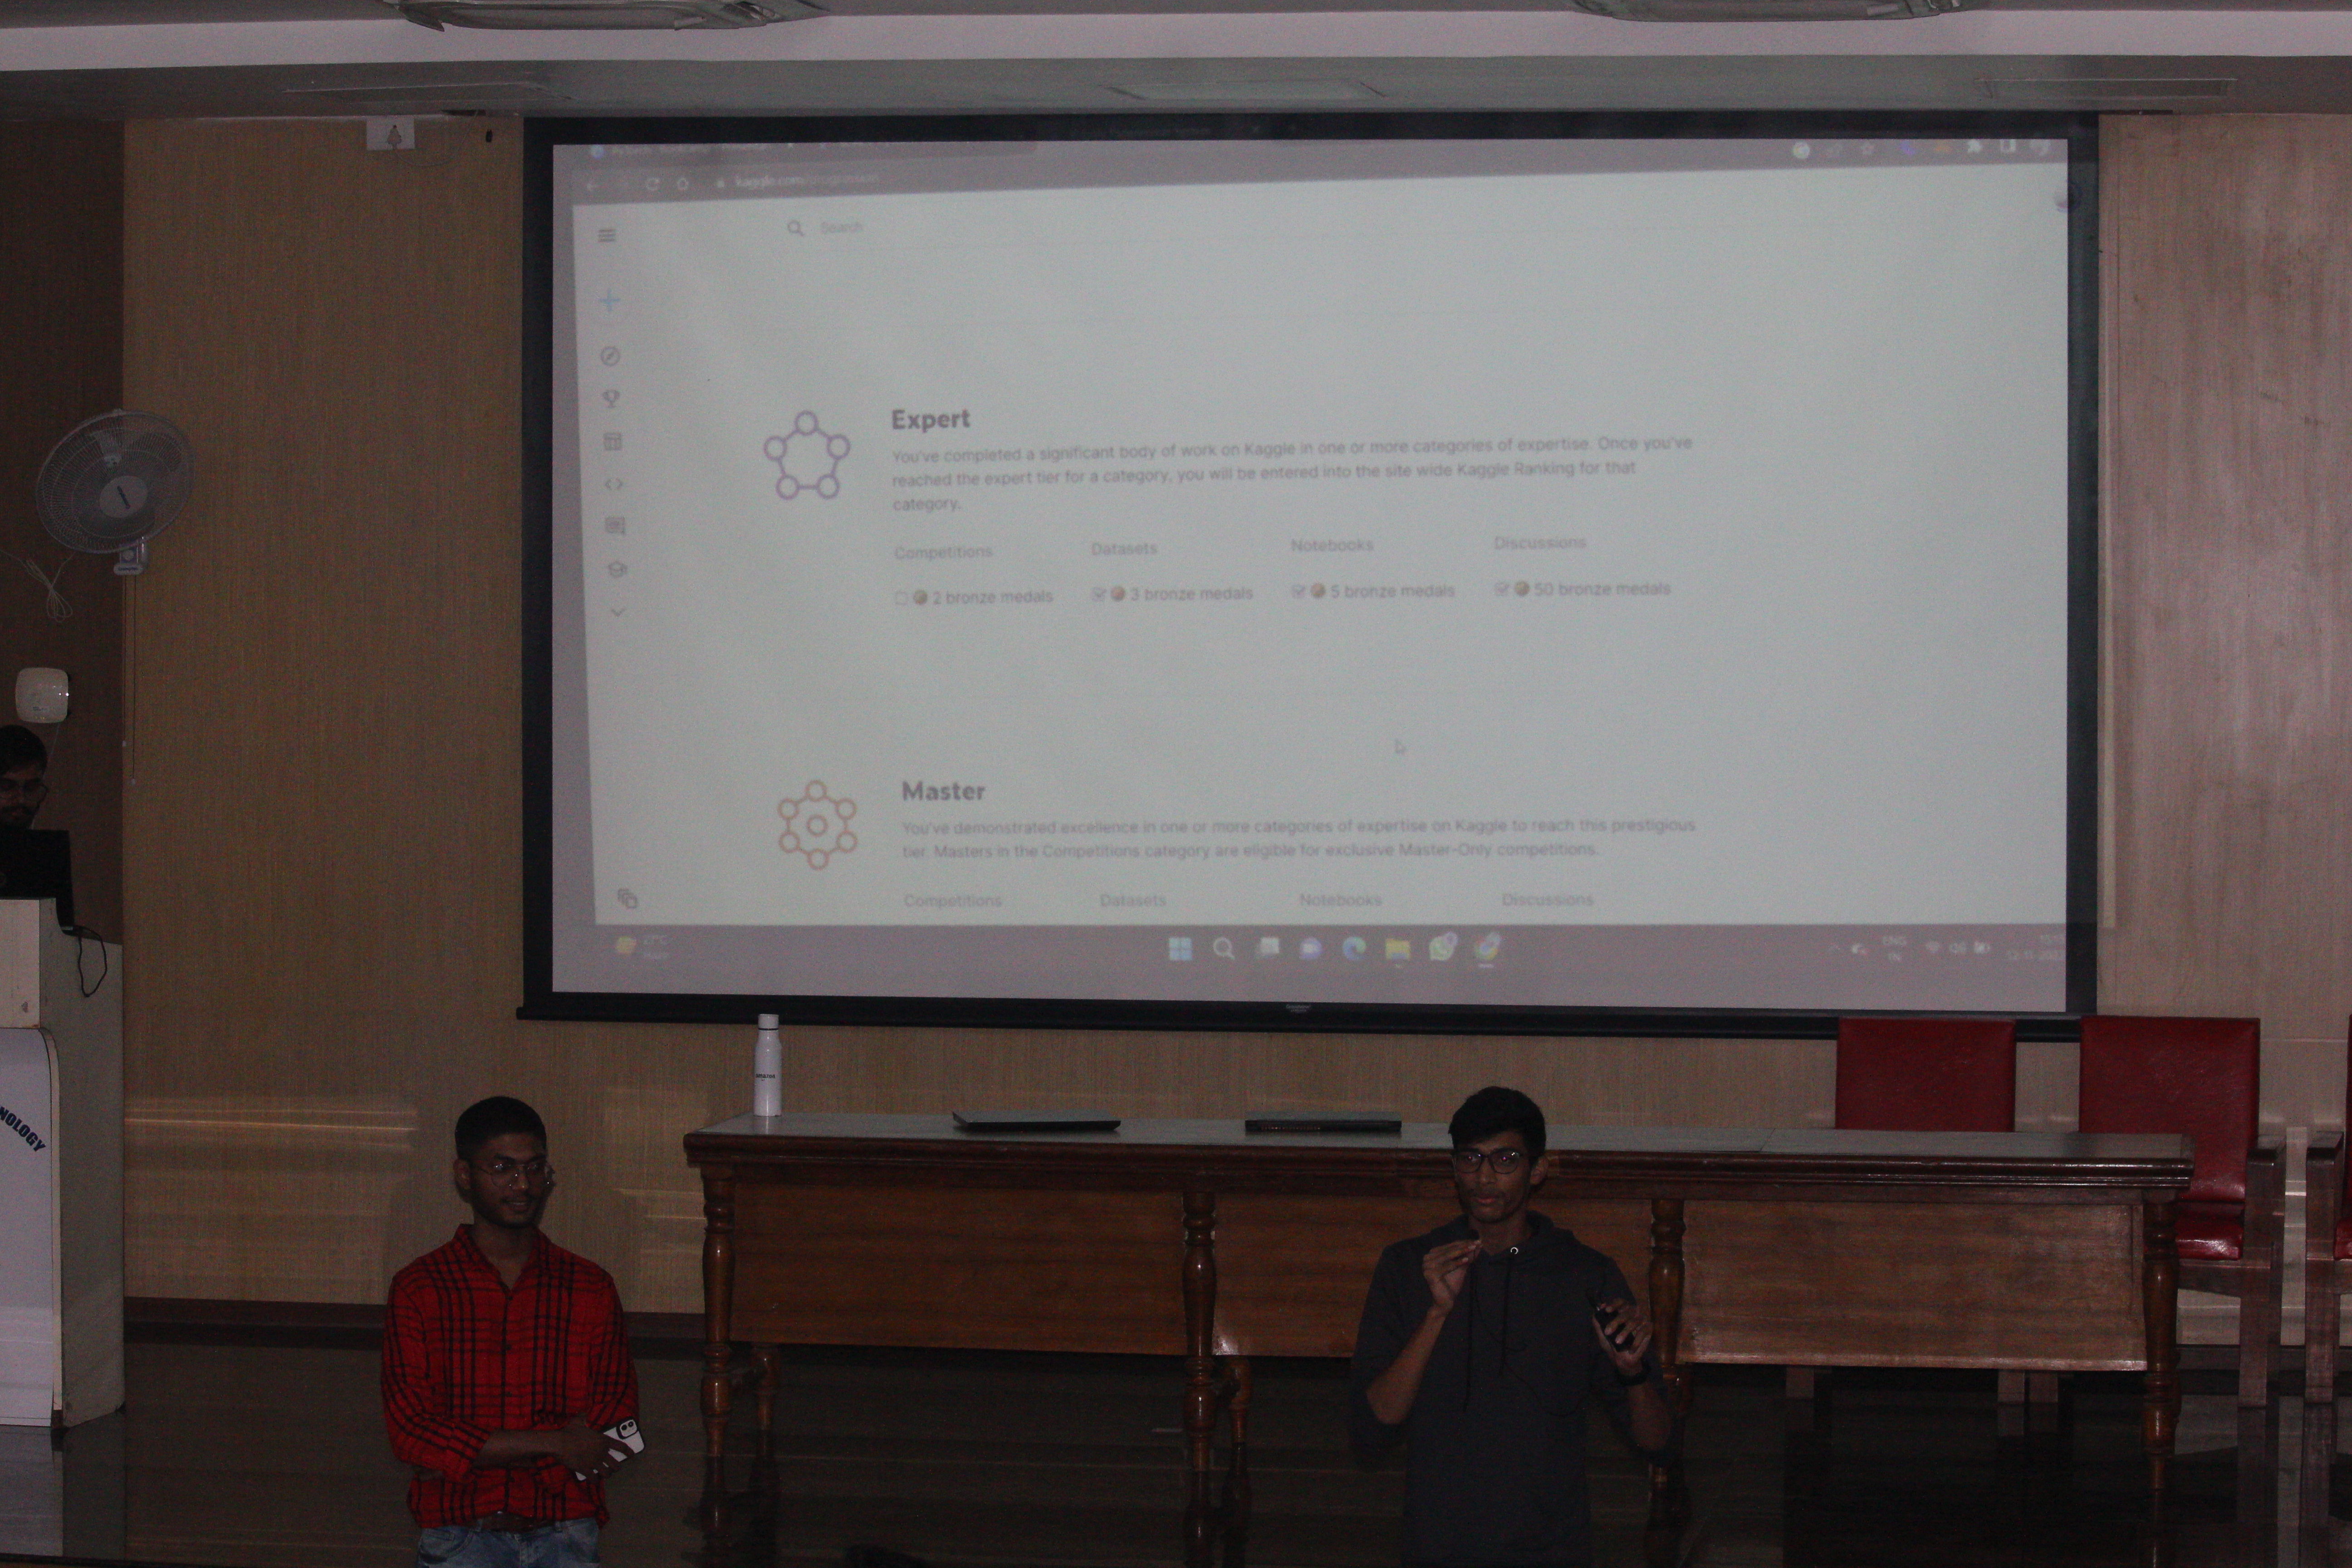 kaggle.com/progression
Search
Expert
You've completed a significant body of work on Kaggle in one or more categories of expertise. Once you've
reached the expert tier for a category, you will be entered into the site wide Kaggle Ranking for that
category.
Competitions Datasets Notebooks Discussions
2 bronze medals 3 bronze medals 5 bronze medals 50 bronze medals
Master
You've demonstrated excellence in one or more categories of expertise on Kaggle to reach this prestigious
tier. Masters in the Competitions category are eligible for exclusive Master-Only competitions.
Competitions Datasets Notebooks Discussions
ENG
IN
NOLOGY